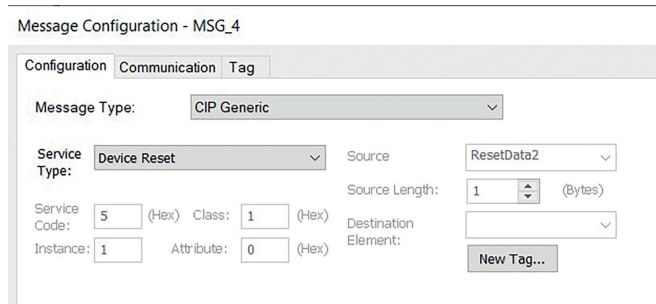 Message Configuration - MSG_4
Configuration Communication Tag
Message Type: CIP Generic
Service Type: Device Reset
Source ResetData2
Source Length: 1 (Bytes)
Service Code: 5 (Hex) Class: 1 (Hex)
Destination Element:
Instance: 1 Attribute: 0 (Hex)
New Tag...